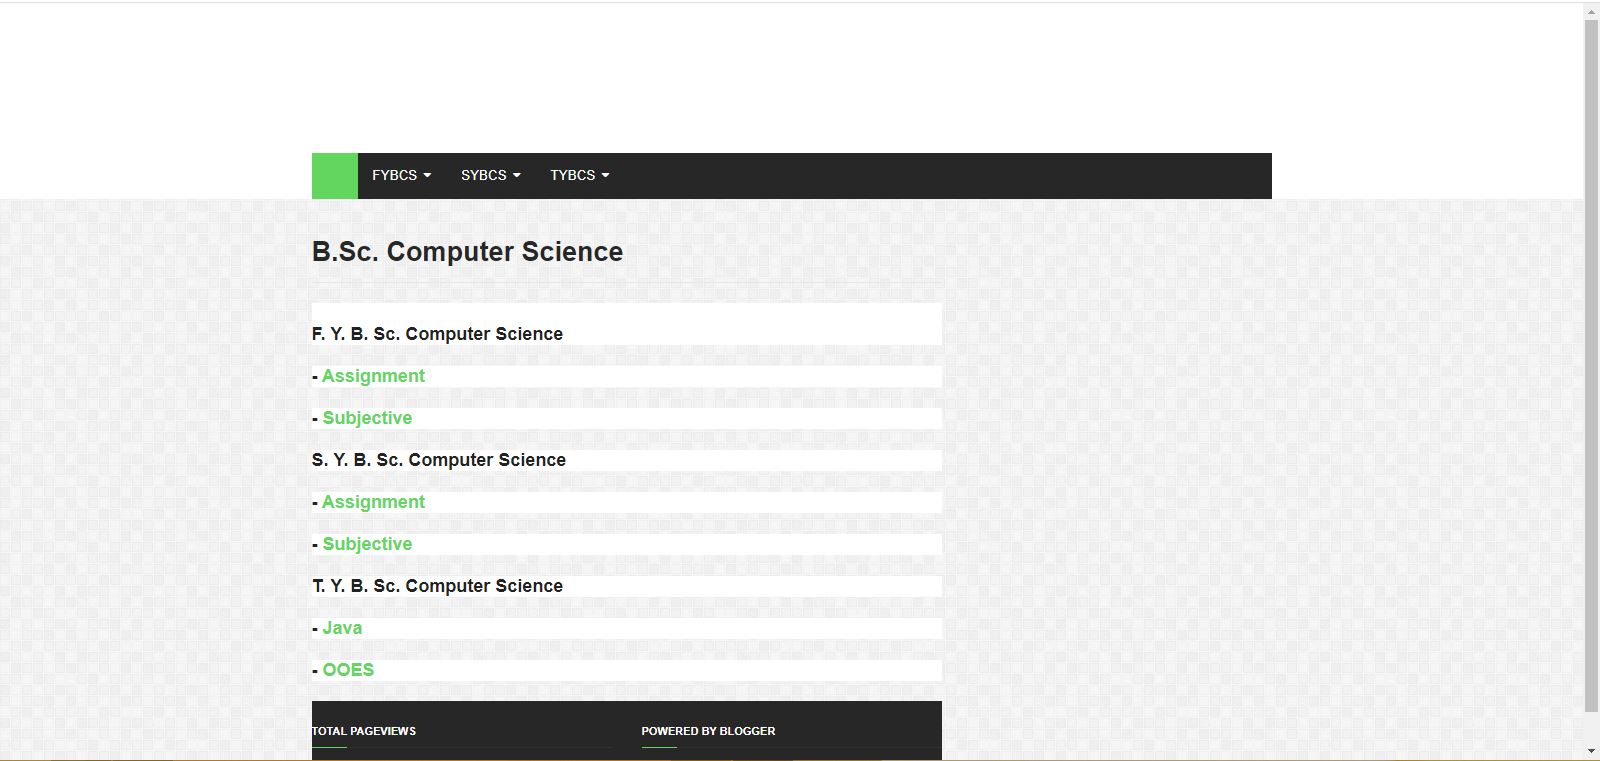 FYBCS SYBCS TYBCS
B.Sc. Computer Science
F. Y. B. Sc. Computer Science
- Assignment
- Subjective
S. Y. B. Sc. Computer Science
- Assignment
- Subjective
T. Y. B. Sc. Computer Science
- Java
- OOES
TOTAL PAGEVIEWS POWERED BY BLOGGER